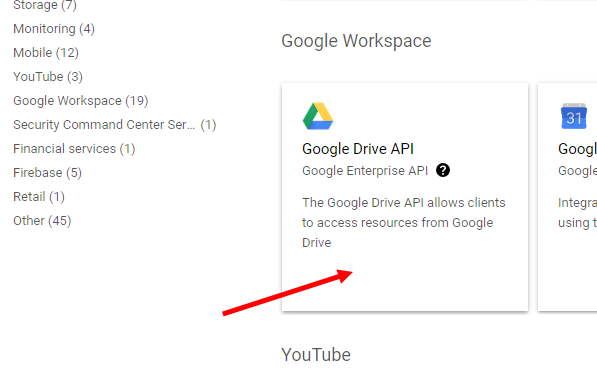 Storage (7)
Monitoring (4)
Mobile (12)
YouTube (3)
Google Workspace (19)
Security Command Center Ser... (1)
Financial services (1)
Firebase (5)
Retail (1)
Other (45)
Google Workspace
Google Drive API
Google Enterprise API ?
The Google Drive API allows clients
to access resources from Google
Drive
31
Googl
Google
Integra
using t
YouTube